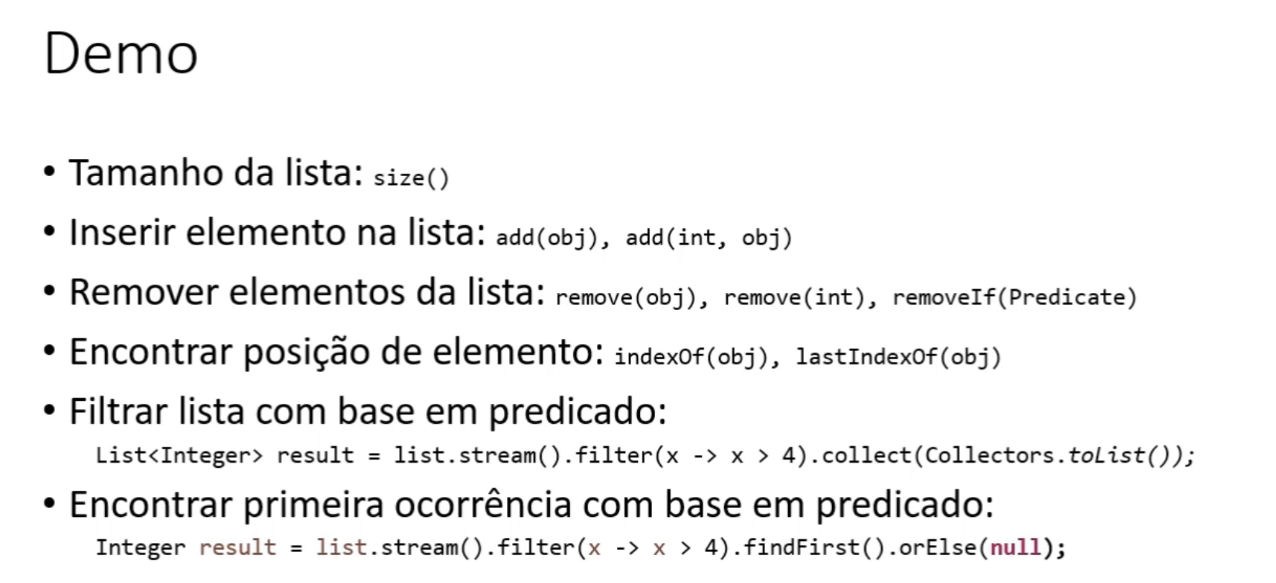 Demo
• Tamanho da lista: size()
• Inserir elemento na lista: add(obj), add(int, obj)
• Remover elementos da lista: remove(obj), remove(int), removeIf(Predicate)
• Encontrar posição de elemento: indexOf(obj), lastIndexOf(obj)
• Filtrar lista com base em predicado:
List<Integer> result = list.stream().filter(x -> x > 4).collect(Collectors.toList());
• Encontrar primeira ocorrência com base em predicado:
Integer result = list.stream().filter(x -> x > 4).findFirst().orElse(null);